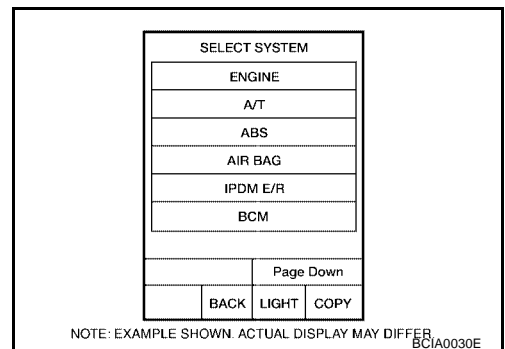 SELECT SYSTEM
ENGINE
A/T
ABS
AIR BAG
IPDM E/R
BCM
Page Down
BACK LIGHT COPY
NOTE: EXAMPLE SHOWN. ACTUAL DISPLAY MAY DIFFER
BCIA0030E